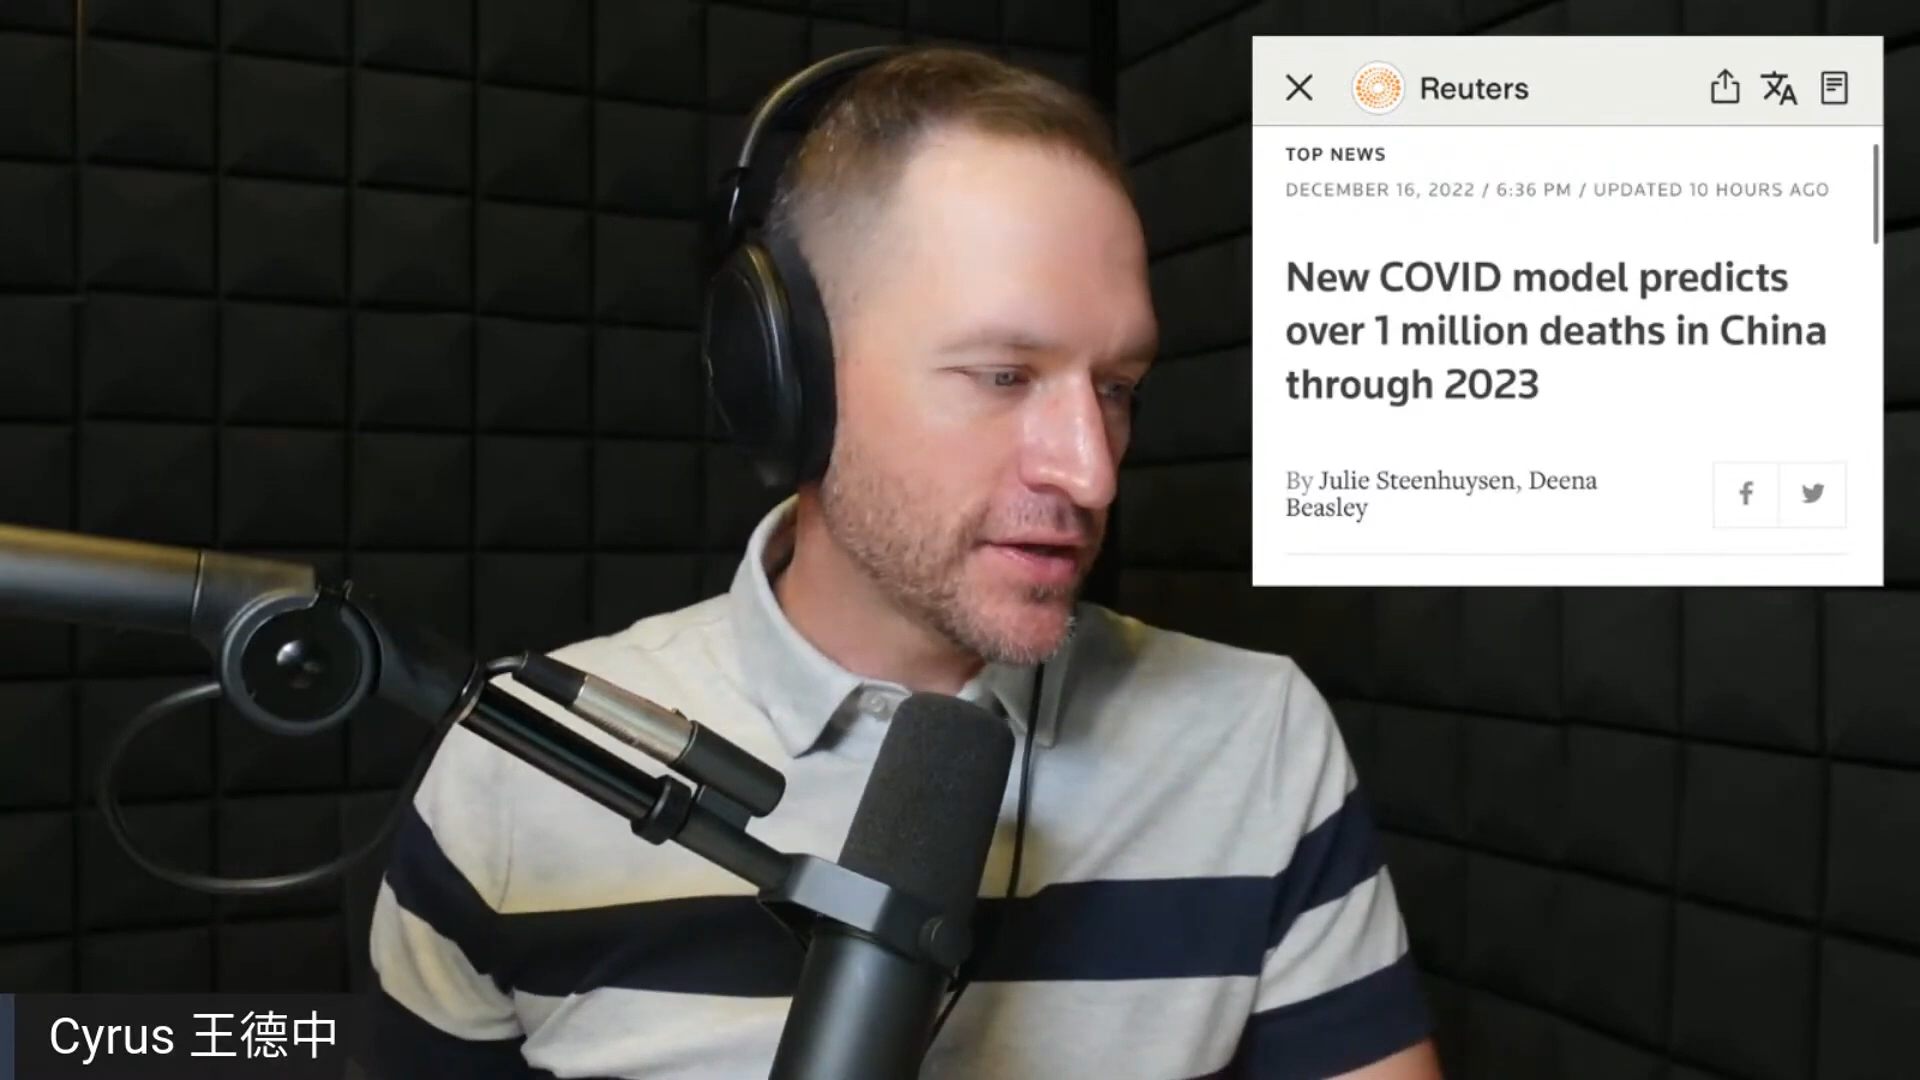 Reuters
TOP NEWS
DECEMBER 16, 2022 / 6:36 PM / UPDATED 10 HOURS AGO
New COVID model predicts
over 1 million deaths in China
through 2023
By Julie Steenhuysen, Deena
Beasley
Cyrus 王德中